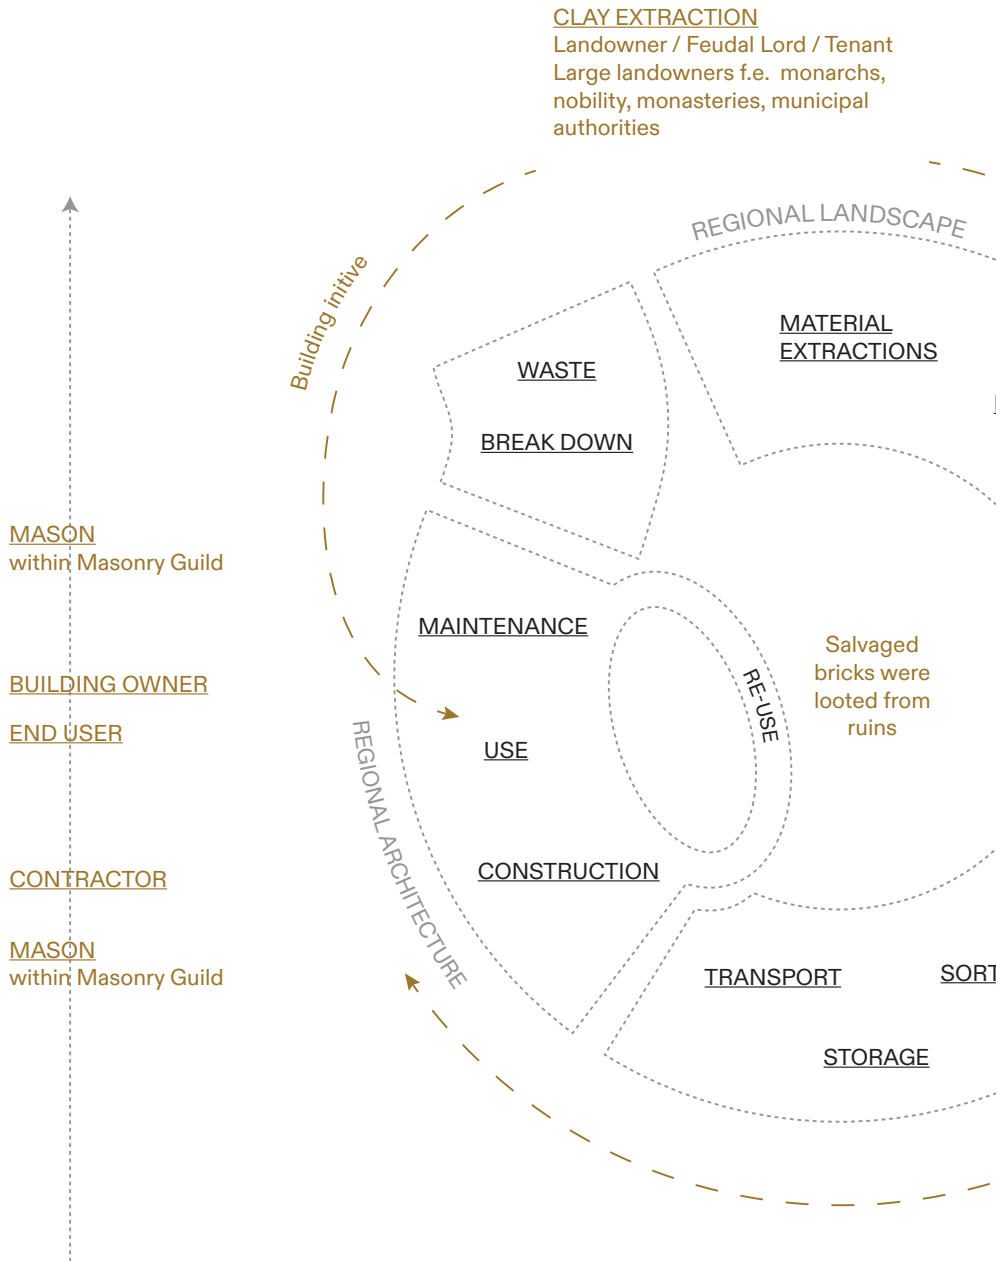 CLAY EXTRACTION
Landowner / Feudal Lord / Tenant
Large landowners f.e. monarchs,
nobility, monasteries, municipal
authorities
REGIONAL LANDSCAPE
Building initive
MATERIAL
EXTRACTIONS
WASTE
BREAK DOWN
MASON
within Masonry Guild
MAINTENANCE
BUILDING OWNER
END USER
RE-USE
Salvaged
bricks were
looted from
ruins
USE
REGIONAL ARCHITECTURE
CONSTRUCTION
CONTRACTOR
MASON
within Masonry Guild
TRANSPORT
SORT
STORAGE